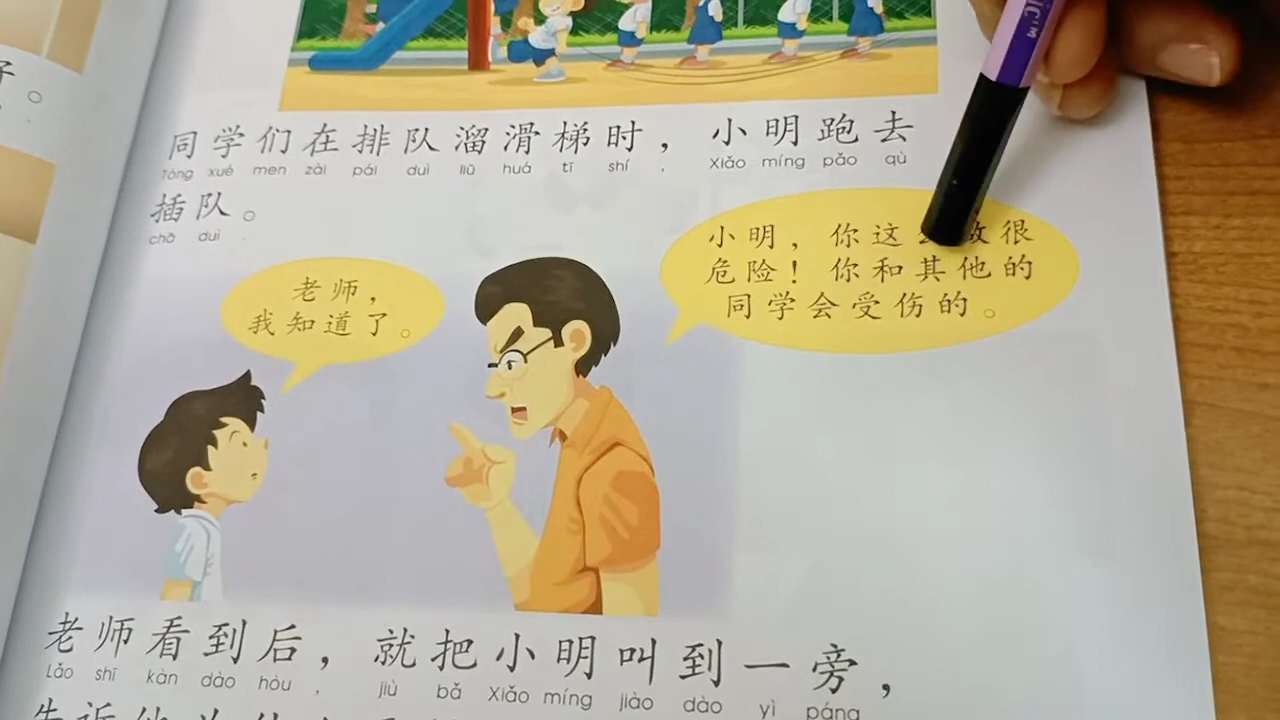 同学们在排队溜滑梯时，小明跑去
Tóng xué men zài pái duì liū huá tī shí , Xiǎo míng pǎo qù
插队。
chā duì .
小明，你这 很
危险！你和其他的
同学会受伤的。
老师，
我知道了。
老师看到后，就把小明叫到一旁，
Lǎo shī kàn dào hòu , jiù bǎ Xiǎo míng jiào dào yì páng